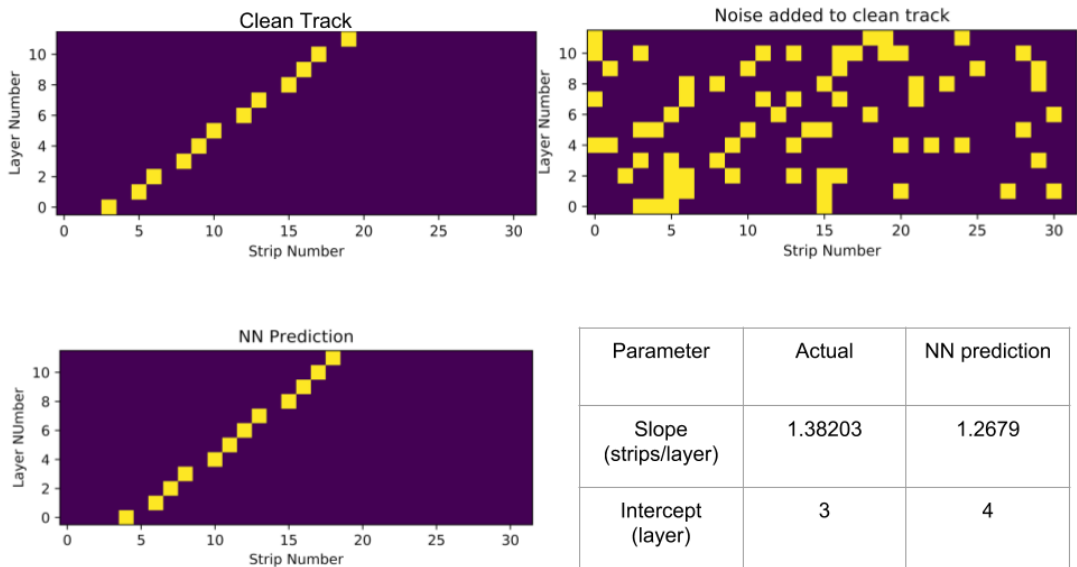 Clean Track
Layer Number
10
8
6
4
2
0
0 5 10 15 20 25 30
Strip Number
Noise added to clean track
Layer Number
10
8
6
4
2
0
0 5 10 15 20 25 30
Strip Number
NN Prediction
Layer NUmber
10
8
6
4
2
0
0 5 10 15 20 25 30
Strip Number
Parameter Actual NN prediction
Slope 1.38203 1.2679
(strips/layer)
Intercept 3 4
(layer)